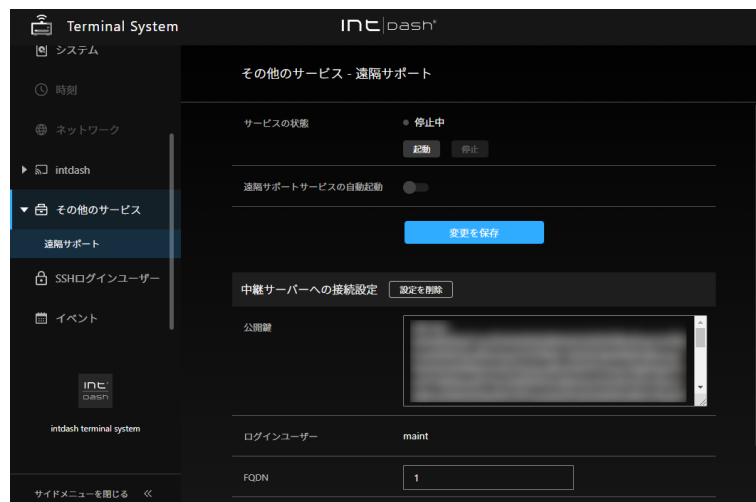 Terminal System
INT DASH®
システム
時刻
ネットワーク
intdash
その他のサービス
遠隔サポート
SSHログインユーザー
イベント
INT
DASH
intdash terminal system
サイドメニューを閉じる
その他のサービス - 遠隔サポート
サービスの状態
停止中
起動 停止
遠隔サポートサービスの自動起動
変更を保存
中継サーバーへの接続設定 設定を削除
公開鍵
ログインユーザー maint
FQDN 1